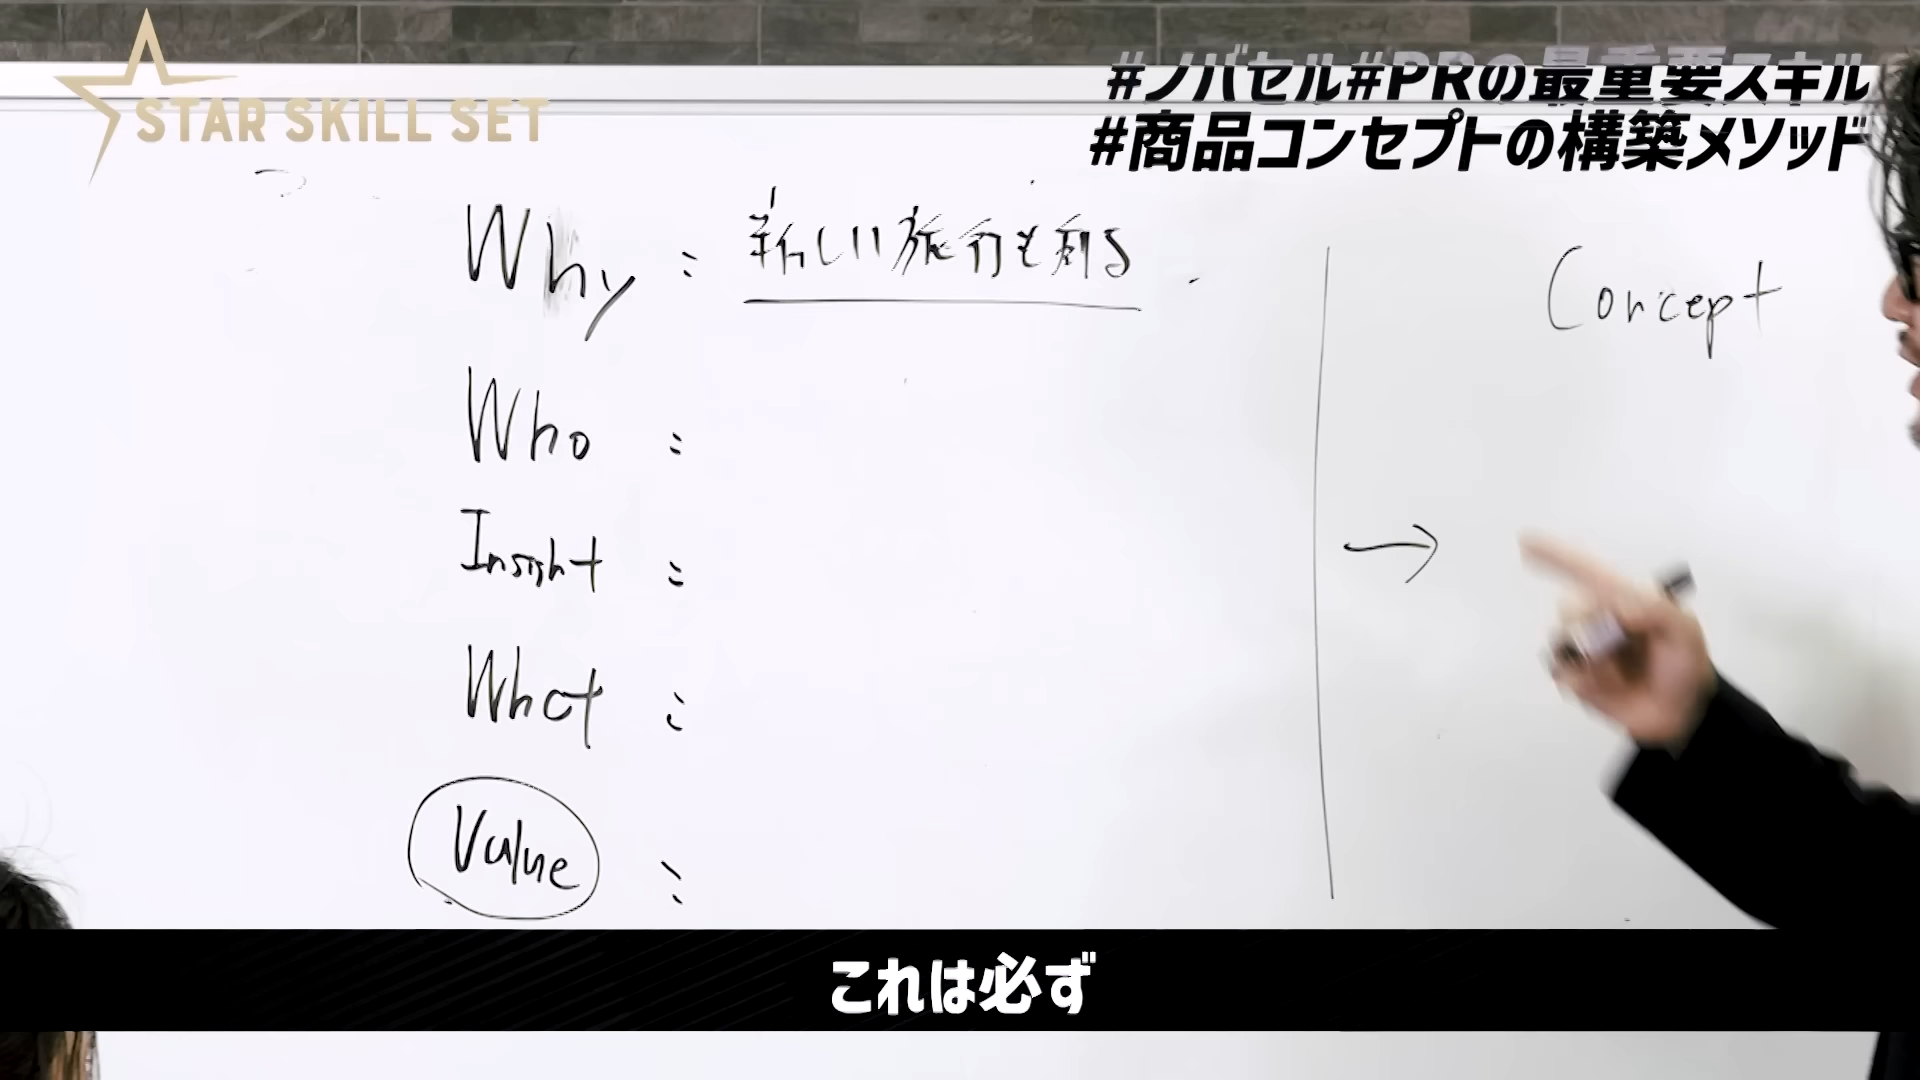 STAR SKILL SET
#ノバセル#PRの最重要スキル
#商品コンセプトの構築メソッド
Why : 新しい旅行を創る
Who :
Insight :
What :
Value :
→
Concept
これは必ず